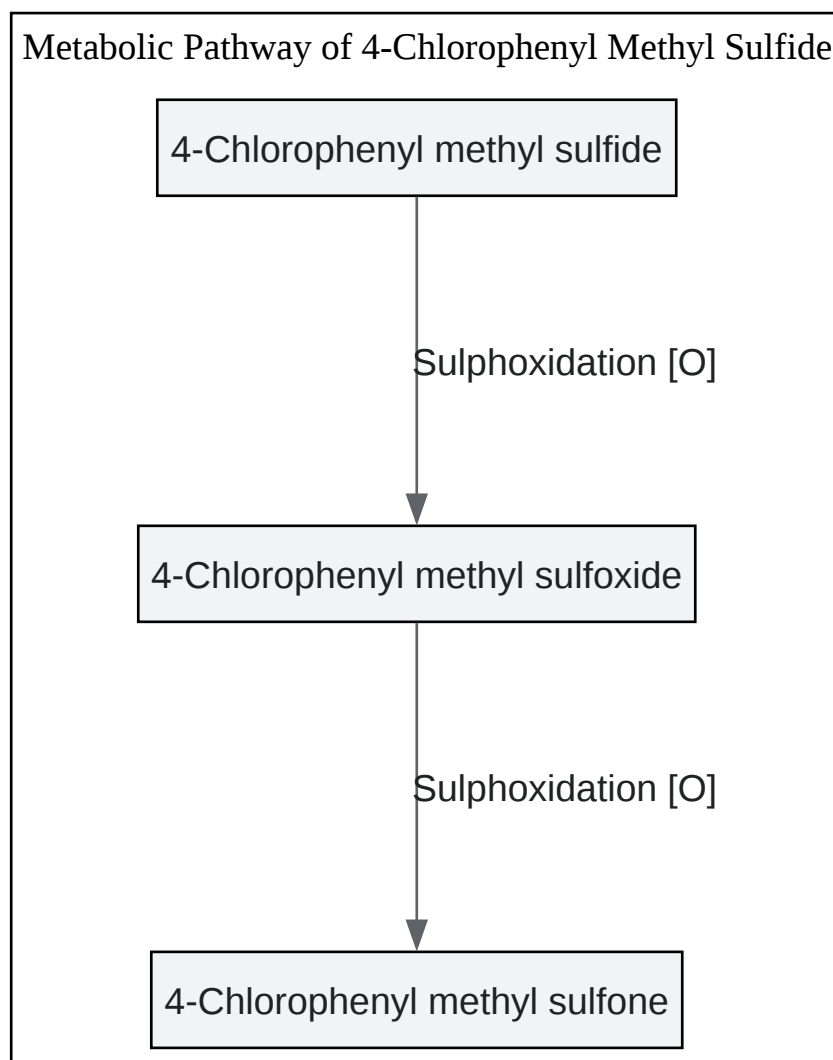 Metabolic Pathway of 4-Chlorophenyl Methyl Sulfide
4-Chlorophenyl methyl sulfide
Sulphoxidation [O]
4-Chlorophenyl methyl sulfoxide
Sulphoxidation [O]
4-Chlorophenyl methyl sulfone